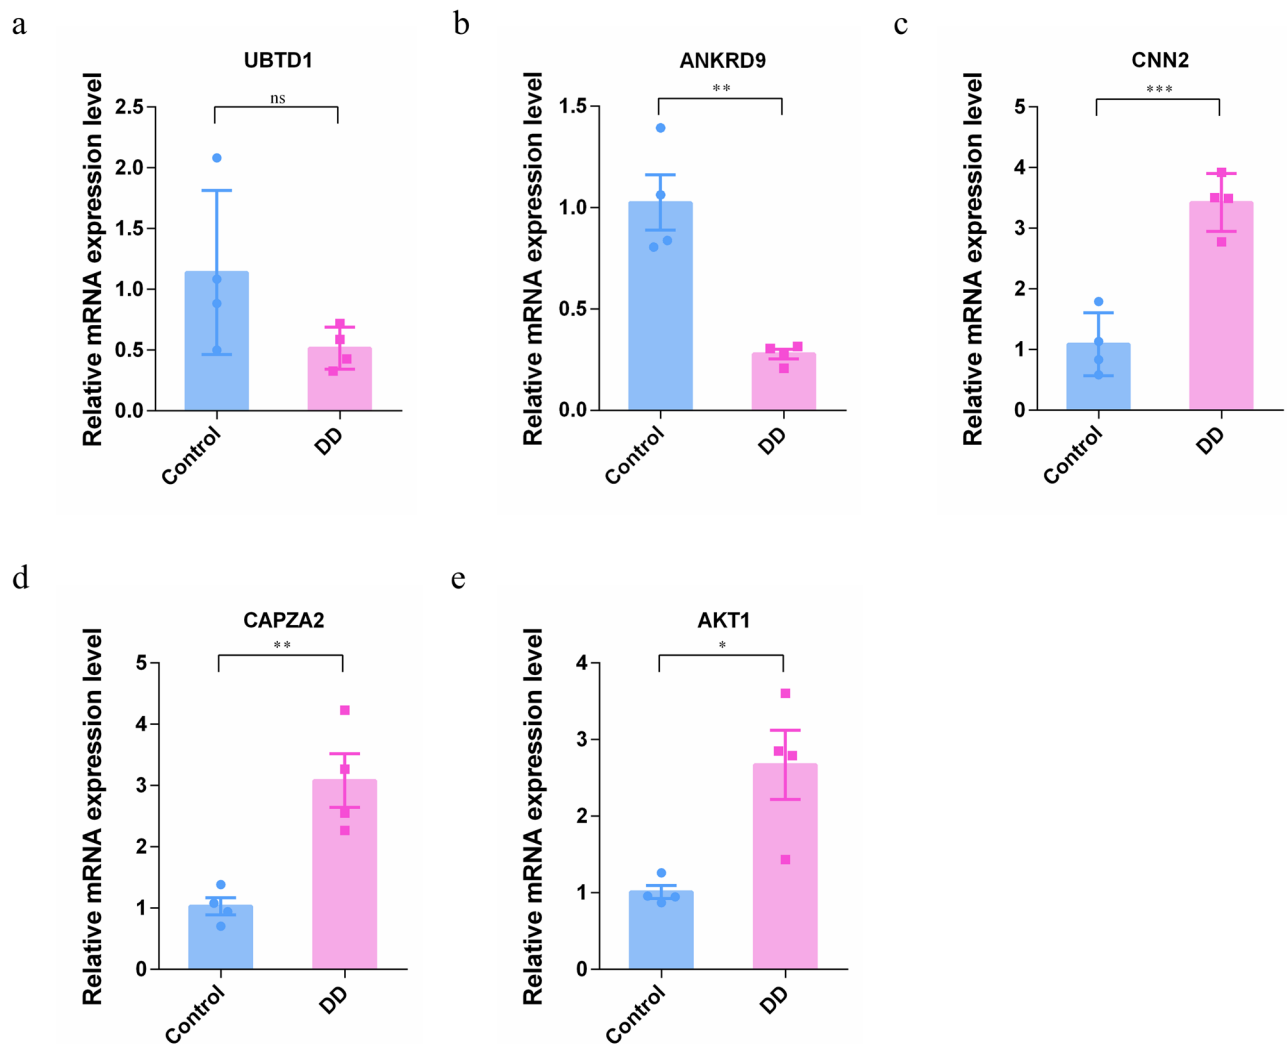 a
UBTD1
ns
Relative mRNA expression level
2.5
2.0
1.5
1.0
0.5
0.0
Control
DD
b
ANKRD9
**
Relative mRNA expression level
1.5
1.0
0.5
0.0
Control
DD
c
CNN2
***
Relative mRNA expression level
5
4
3
2
1
0
Control
DD
d
CAPZA2
**
Relative mRNA expression level
5
4
3
2
1
0
Control
DD
e
AKT1
*
Relative mRNA expression level
4
3
2
1
0
Control
DD